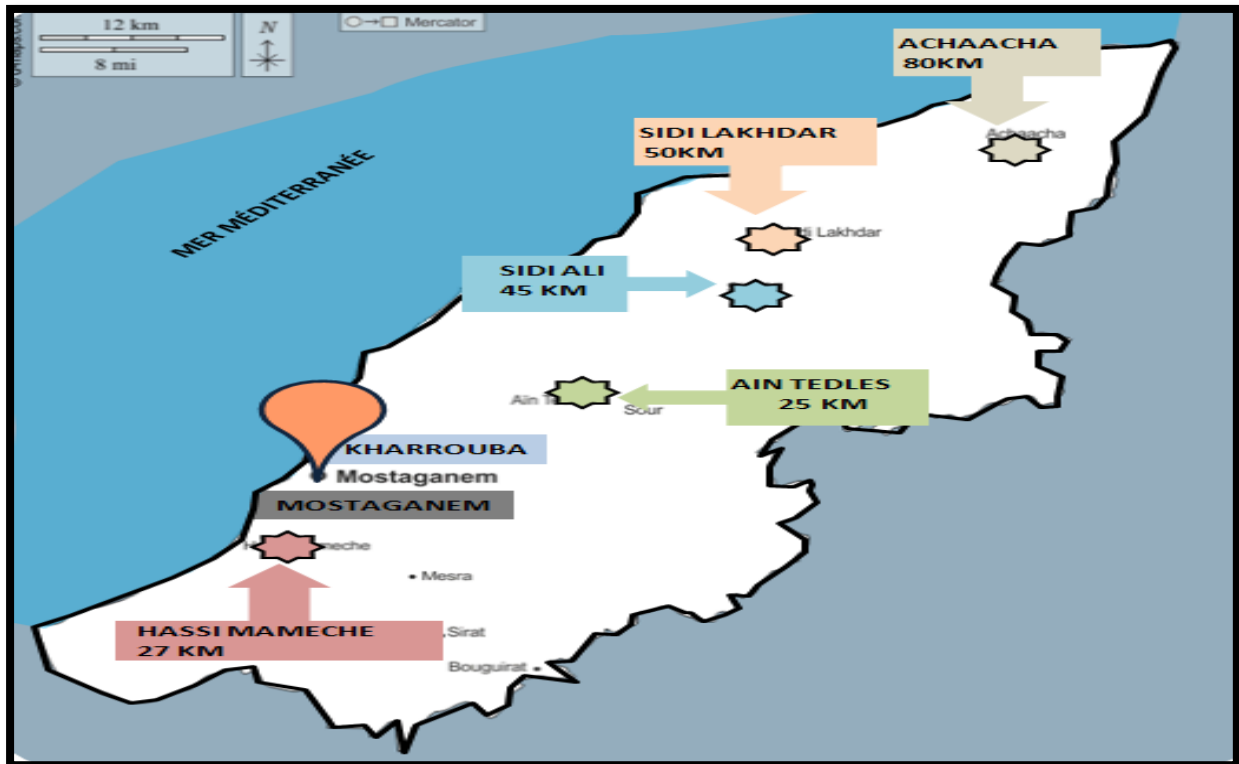 12 km
8 mi
N
Mercator
ACHAACHA
80KM
Achaacha
SIDI LAKHDAR
50KM
MER MÉDITERRANÉE
Lakhdar
SIDI ALI
45 KM
AIN TEDLES
25 KM
Aïn
Sour
KHARROUBA
Mostaganem
MOSTAGANEM
Mesra
HASSI MAMECHE
27 KM
Sirat
Bouguirat